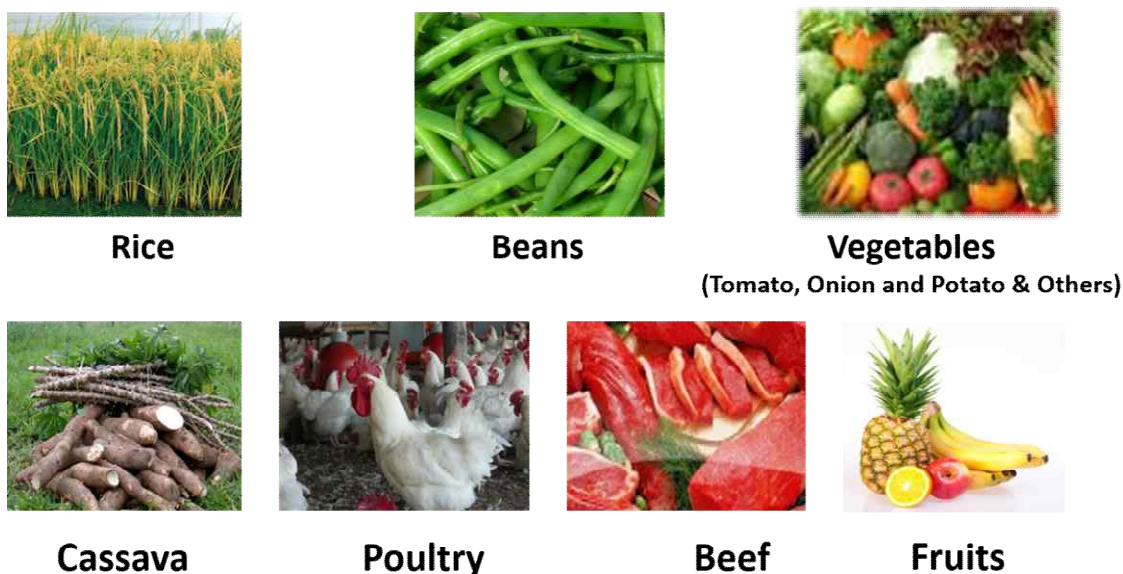 Rice
Beans
Vegetables
(Tomato, Onion and Potato & Others)
Cassava
Poultry
Beef
Fruits